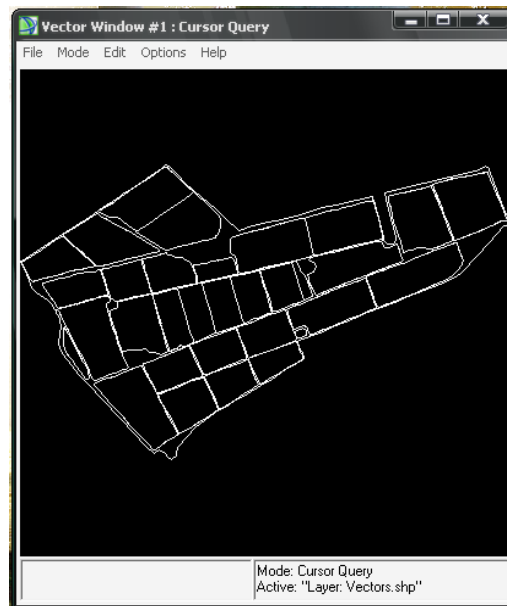 Vector Window #1 : Cursor Query
File Mode Edit Options Help
Mode: Cursor Query
Active: "Layer: Vectors.shp"